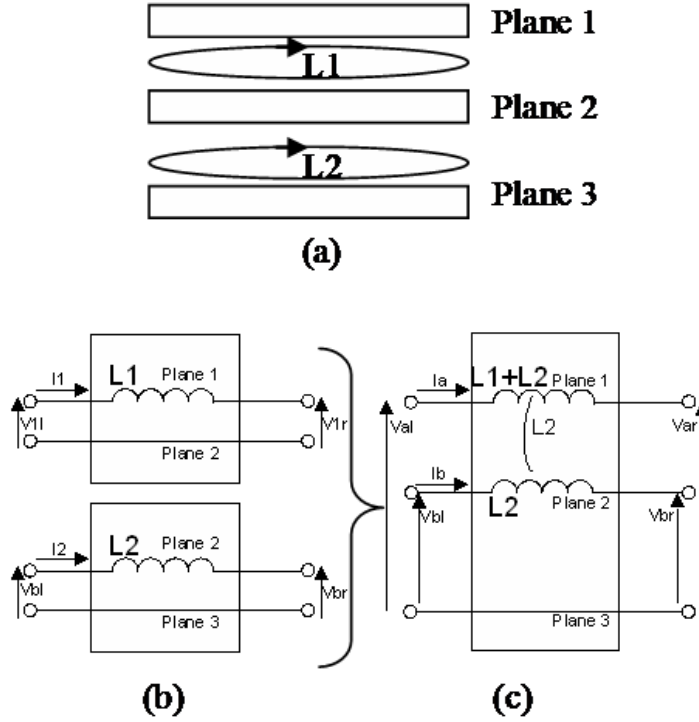 Plane 1
L1
Plane 2
L2
Plane 3
(a)
I1
L1
Plane 1
V1l
V1r
Plane 2
I2
L2
Plane 2
Vbl
Vbr
Plane 3
(b)
Ia
L1+L2
Plane 1
Val
L2
Var
Ib
Vbl
L2
Plane 2
Vbr
Plane 3
(c)